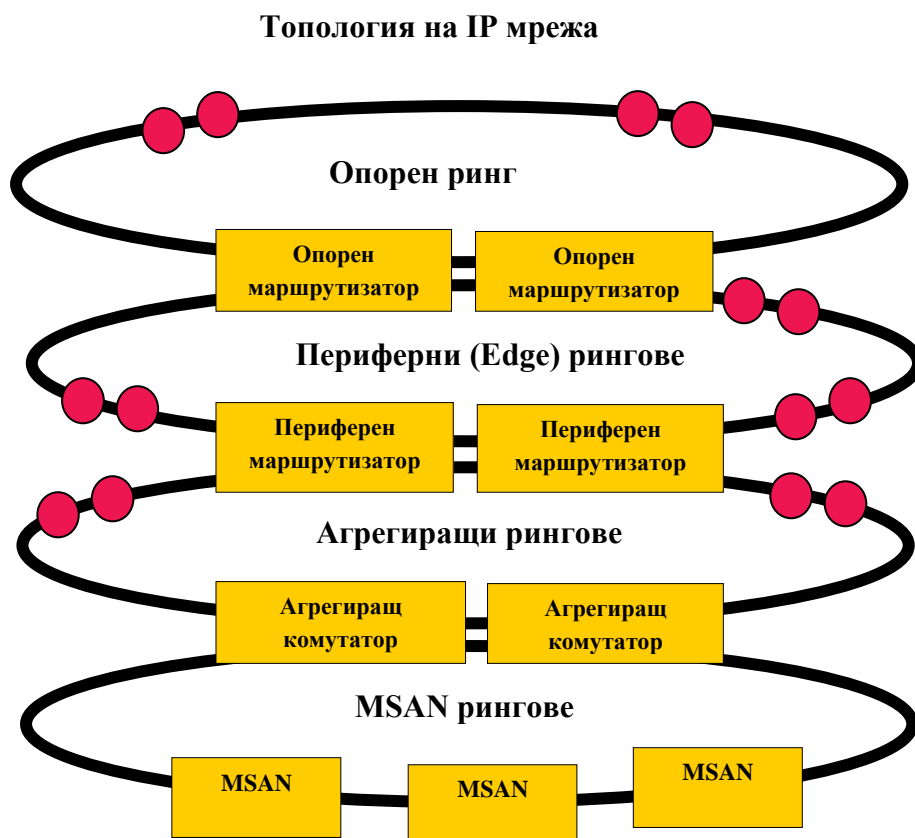 Топология на IP мрежа
Опорен ринг
Опорен
маршрутизатор
Опорен
маршрутизатор
Периферни (Edge) рингове
Периферен
маршрутизатор
Периферен
маршрутизатор
Агрегиращи рингове
Агрегиращ
комутатор
Агрегиращ
комутатор
MSAN рингове
MSAN
MSAN
MSAN